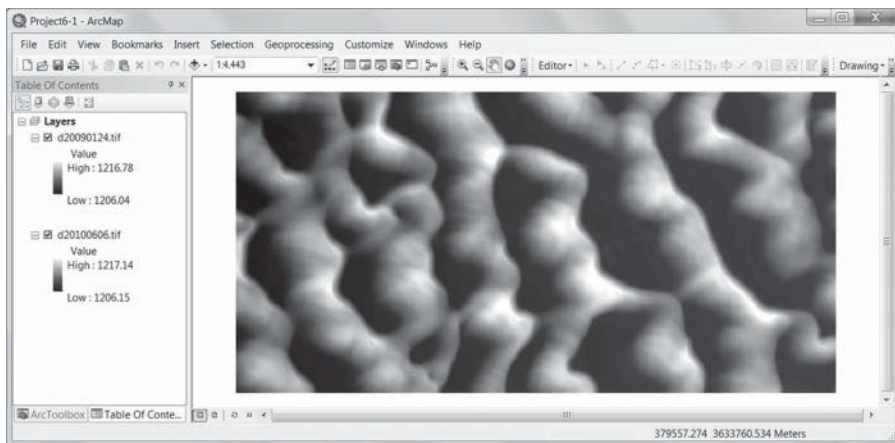 Project6-1 - ArcMap
File Edit View Bookmarks Insert Selection Geoprocessing Customize Windows Help
1:4,443
Editor
Drawing
Table Of Contents
Layers
d20090124.tif
Value
High : 1216.78
Low : 1206.04
d20100606.tif
Value
High : 1217.14
Low : 1206.15
ArcToolbox
Table Of Conte...
379557.274 3633760.534 Meters